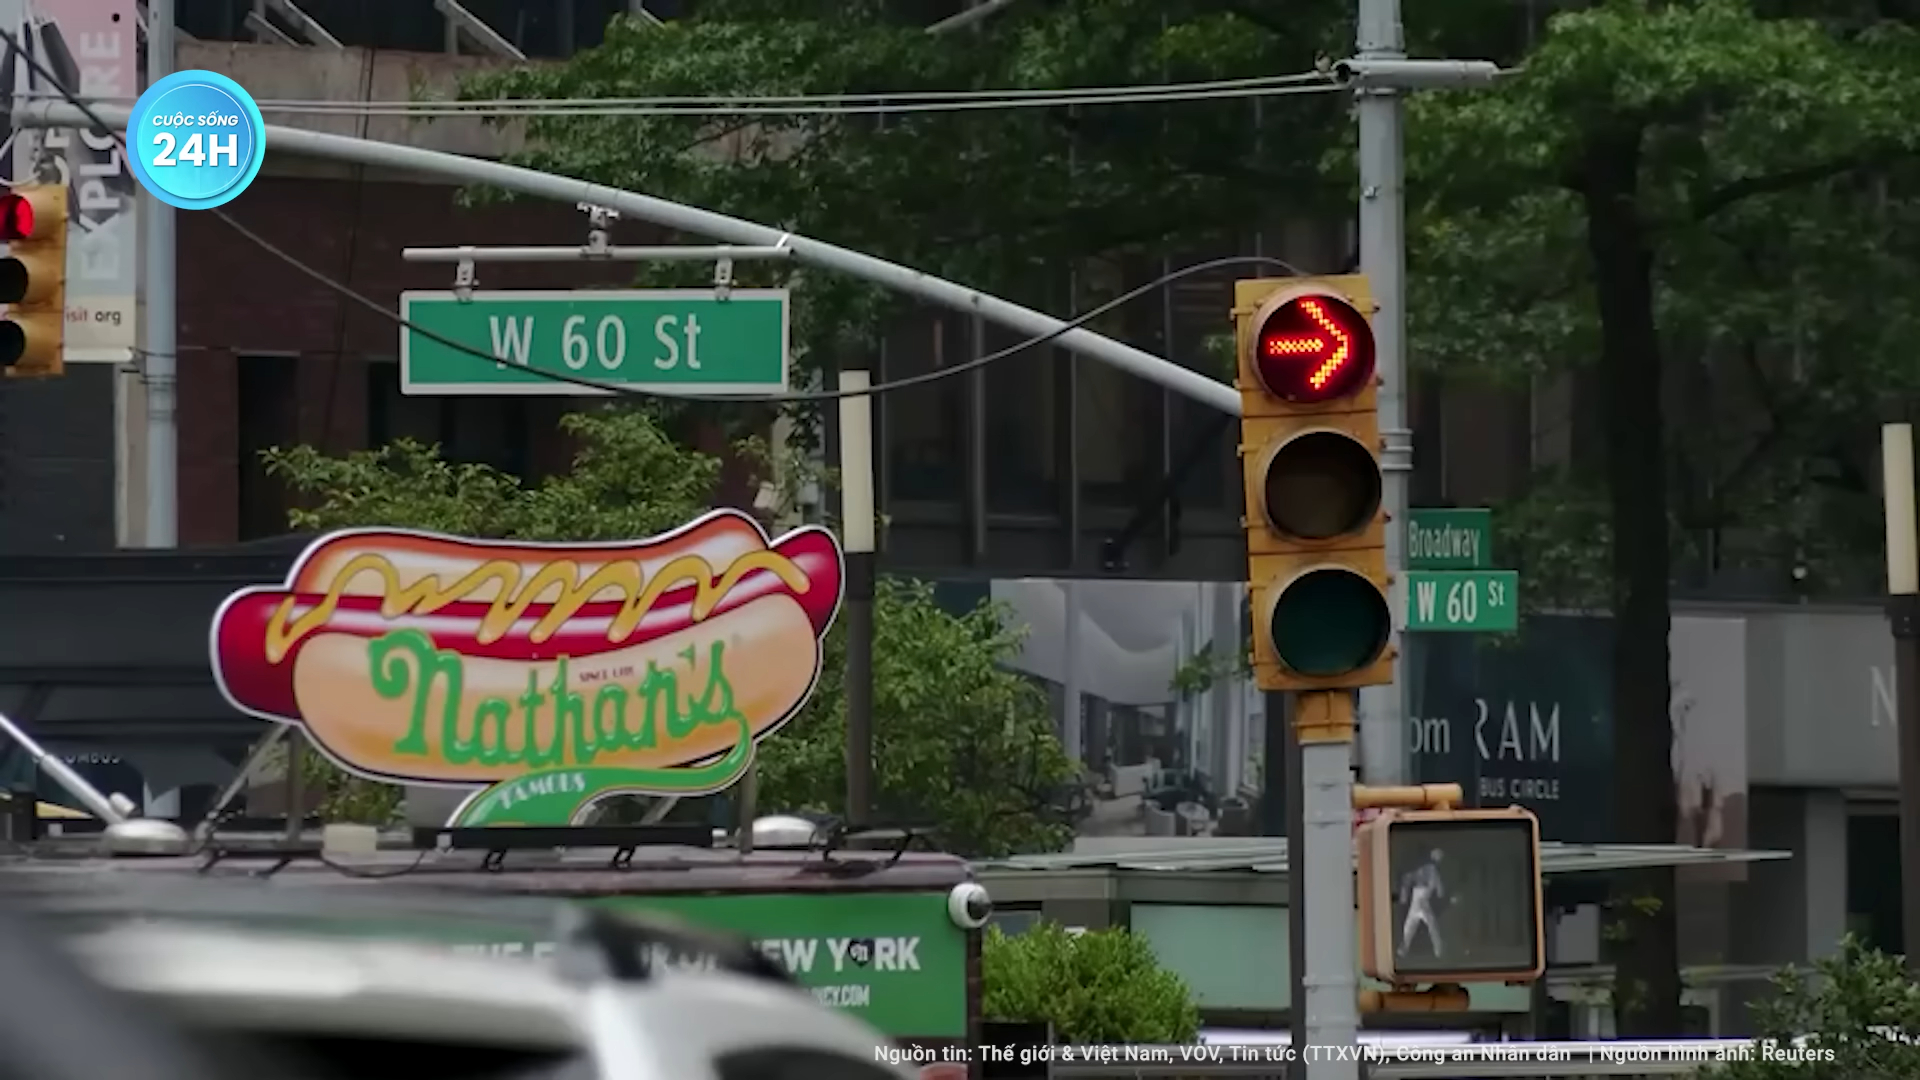 EXPLORE
CUỘC SỐNG
24H
org
W 60 St
Broadway
W 60 St
Nathan's
FAMOUS
RAM
BUS CIRCLE
NEW YORK
Nguồn tin: Thế giới & Việt Nam, VOV, Tin tức (TTXVN), Công an Nhân dân | Nguồn hình ảnh: Reuters